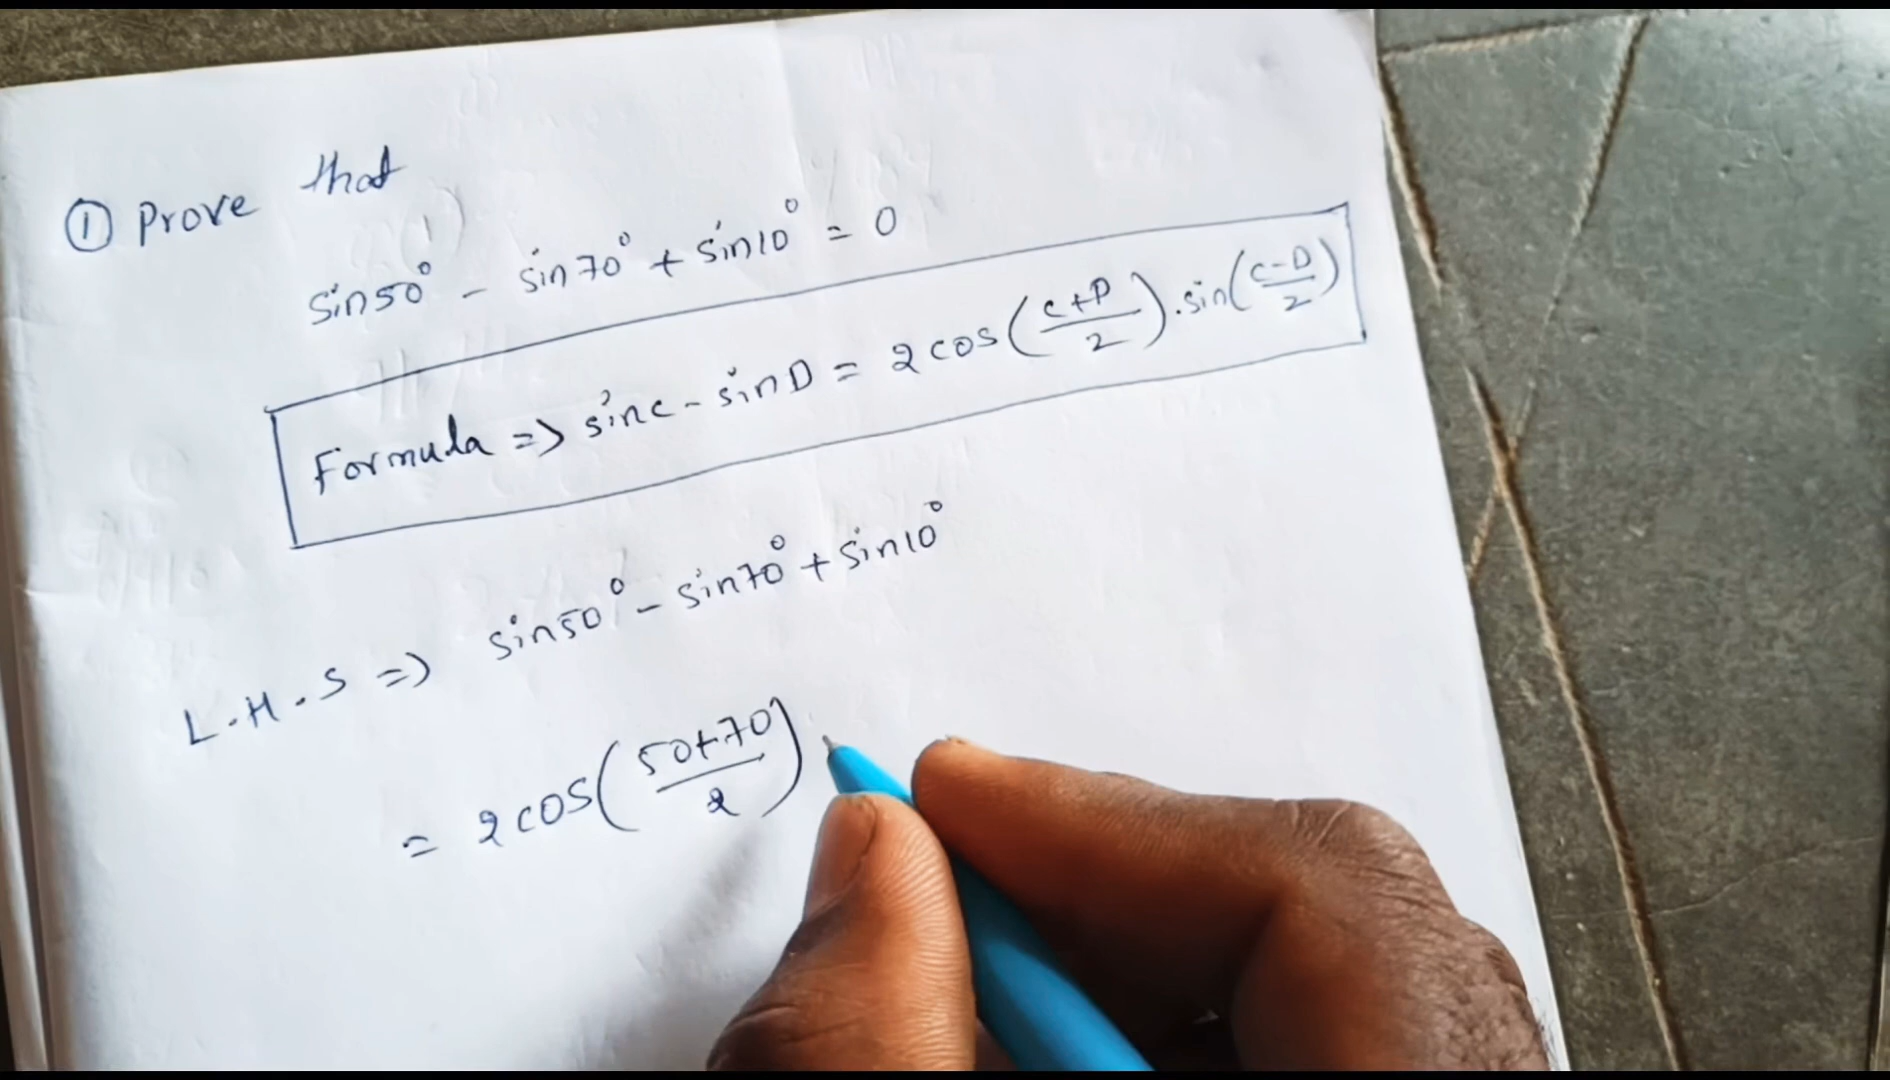 ① Prove that
sin50° - sin70° + sin10° = 0
Formula => sinc - sinD = 2cos((c+D)/2).sin((c-D)/2)
L.H.S => sin50° - sin70° + sin10°
= 2cos((50+70)/2)